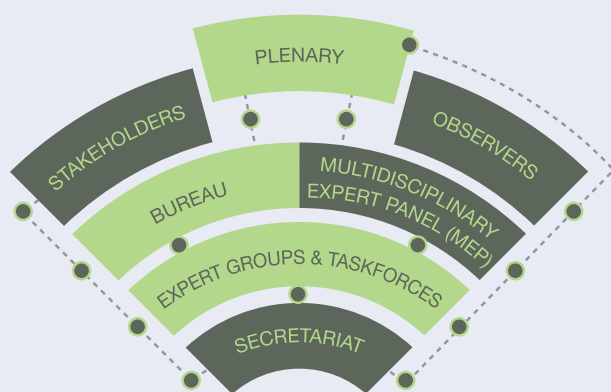 PLENARY
STAKEHOLDERS
OBSERVERS
BUREAU
MULTIDISCIPLINARY
EXPERT PANEL (MEP)
EXPERT GROUPS & TASKFORCES
SECRETARIAT